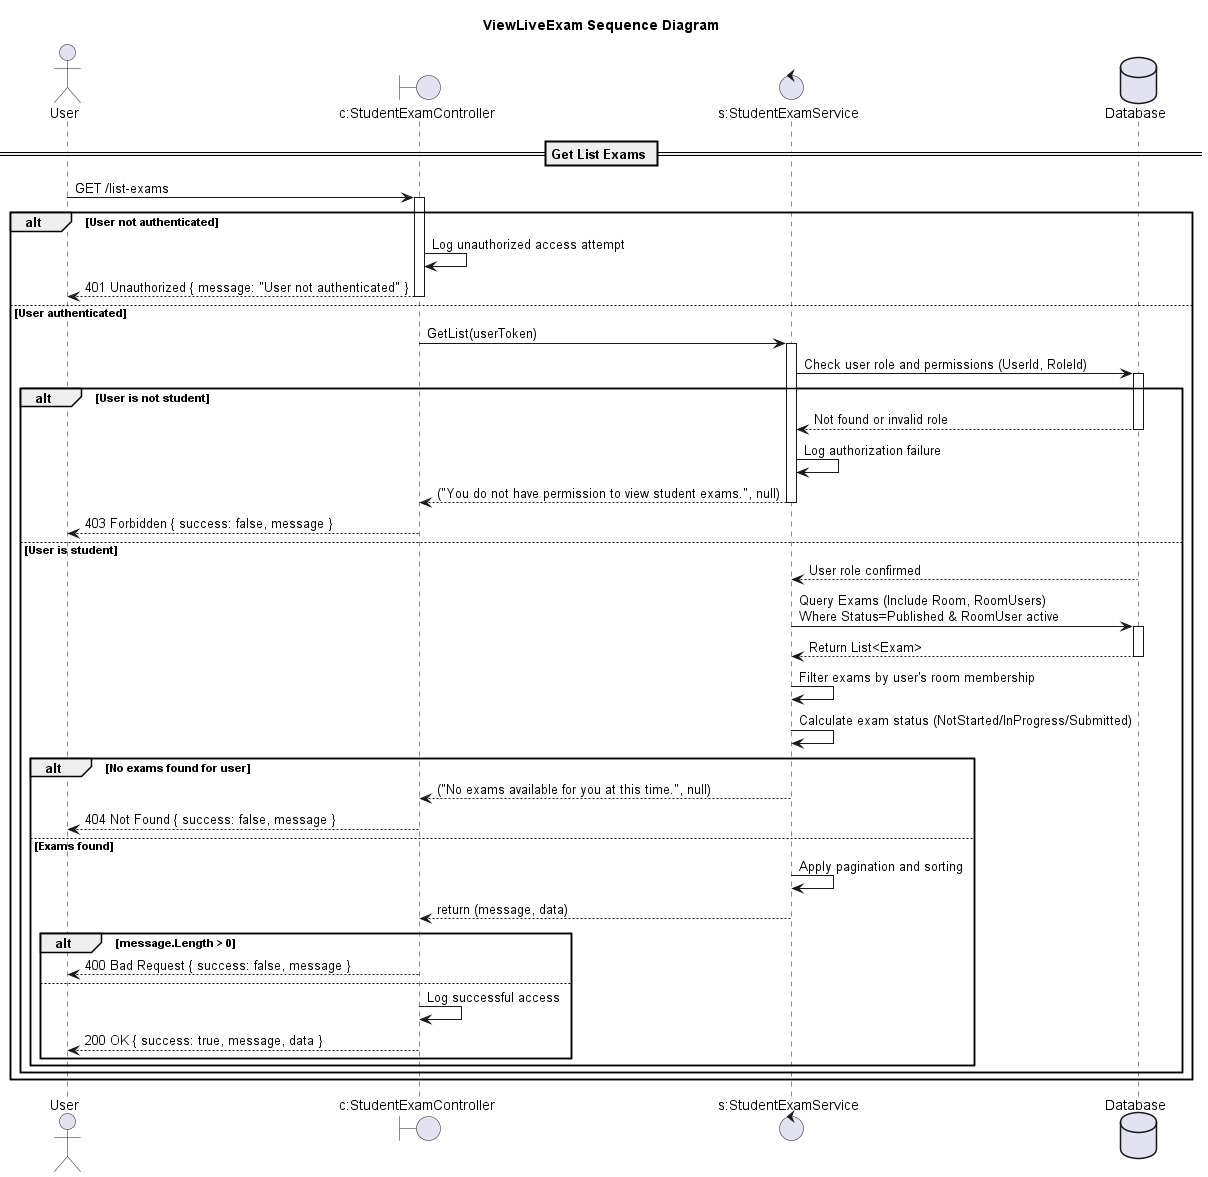 ViewLiveExam Sequence Diagram
User
c:StudentExamController
s:StudentExamService
Database
Get List Exams
GET /list-exams
alt
[User not authenticated]
Log unauthorized access attempt
401 Unauthorized { message: "User not authenticated" }
[User authenticated]
GetList(userToken)
Check user role and permissions (UserId, RoleId)
alt
[User is not student]
Not found or invalid role
Log authorization failure
("You do not have permission to view student exams.", null)
403 Forbidden { success: false, message }
[User is student]
User role confirmed
Query Exams (Include Room, RoomUsers)
Where Status=Published & RoomUser active
Return List<Exam>
Filter exams by user's room membership
Calculate exam status (NotStarted/InProgress/Submitted)
alt
[No exams found for user]
("No exams available for you at this time.", null)
404 Not Found { success: false, message }
[Exams found]
Apply pagination and sorting
return (message, data)
alt
[message.Length > 0]
400 Bad Request { success: false, message }
Log successful access
200 OK { success: true, message, data }
User
c:StudentExamController
s:StudentExamService
Database